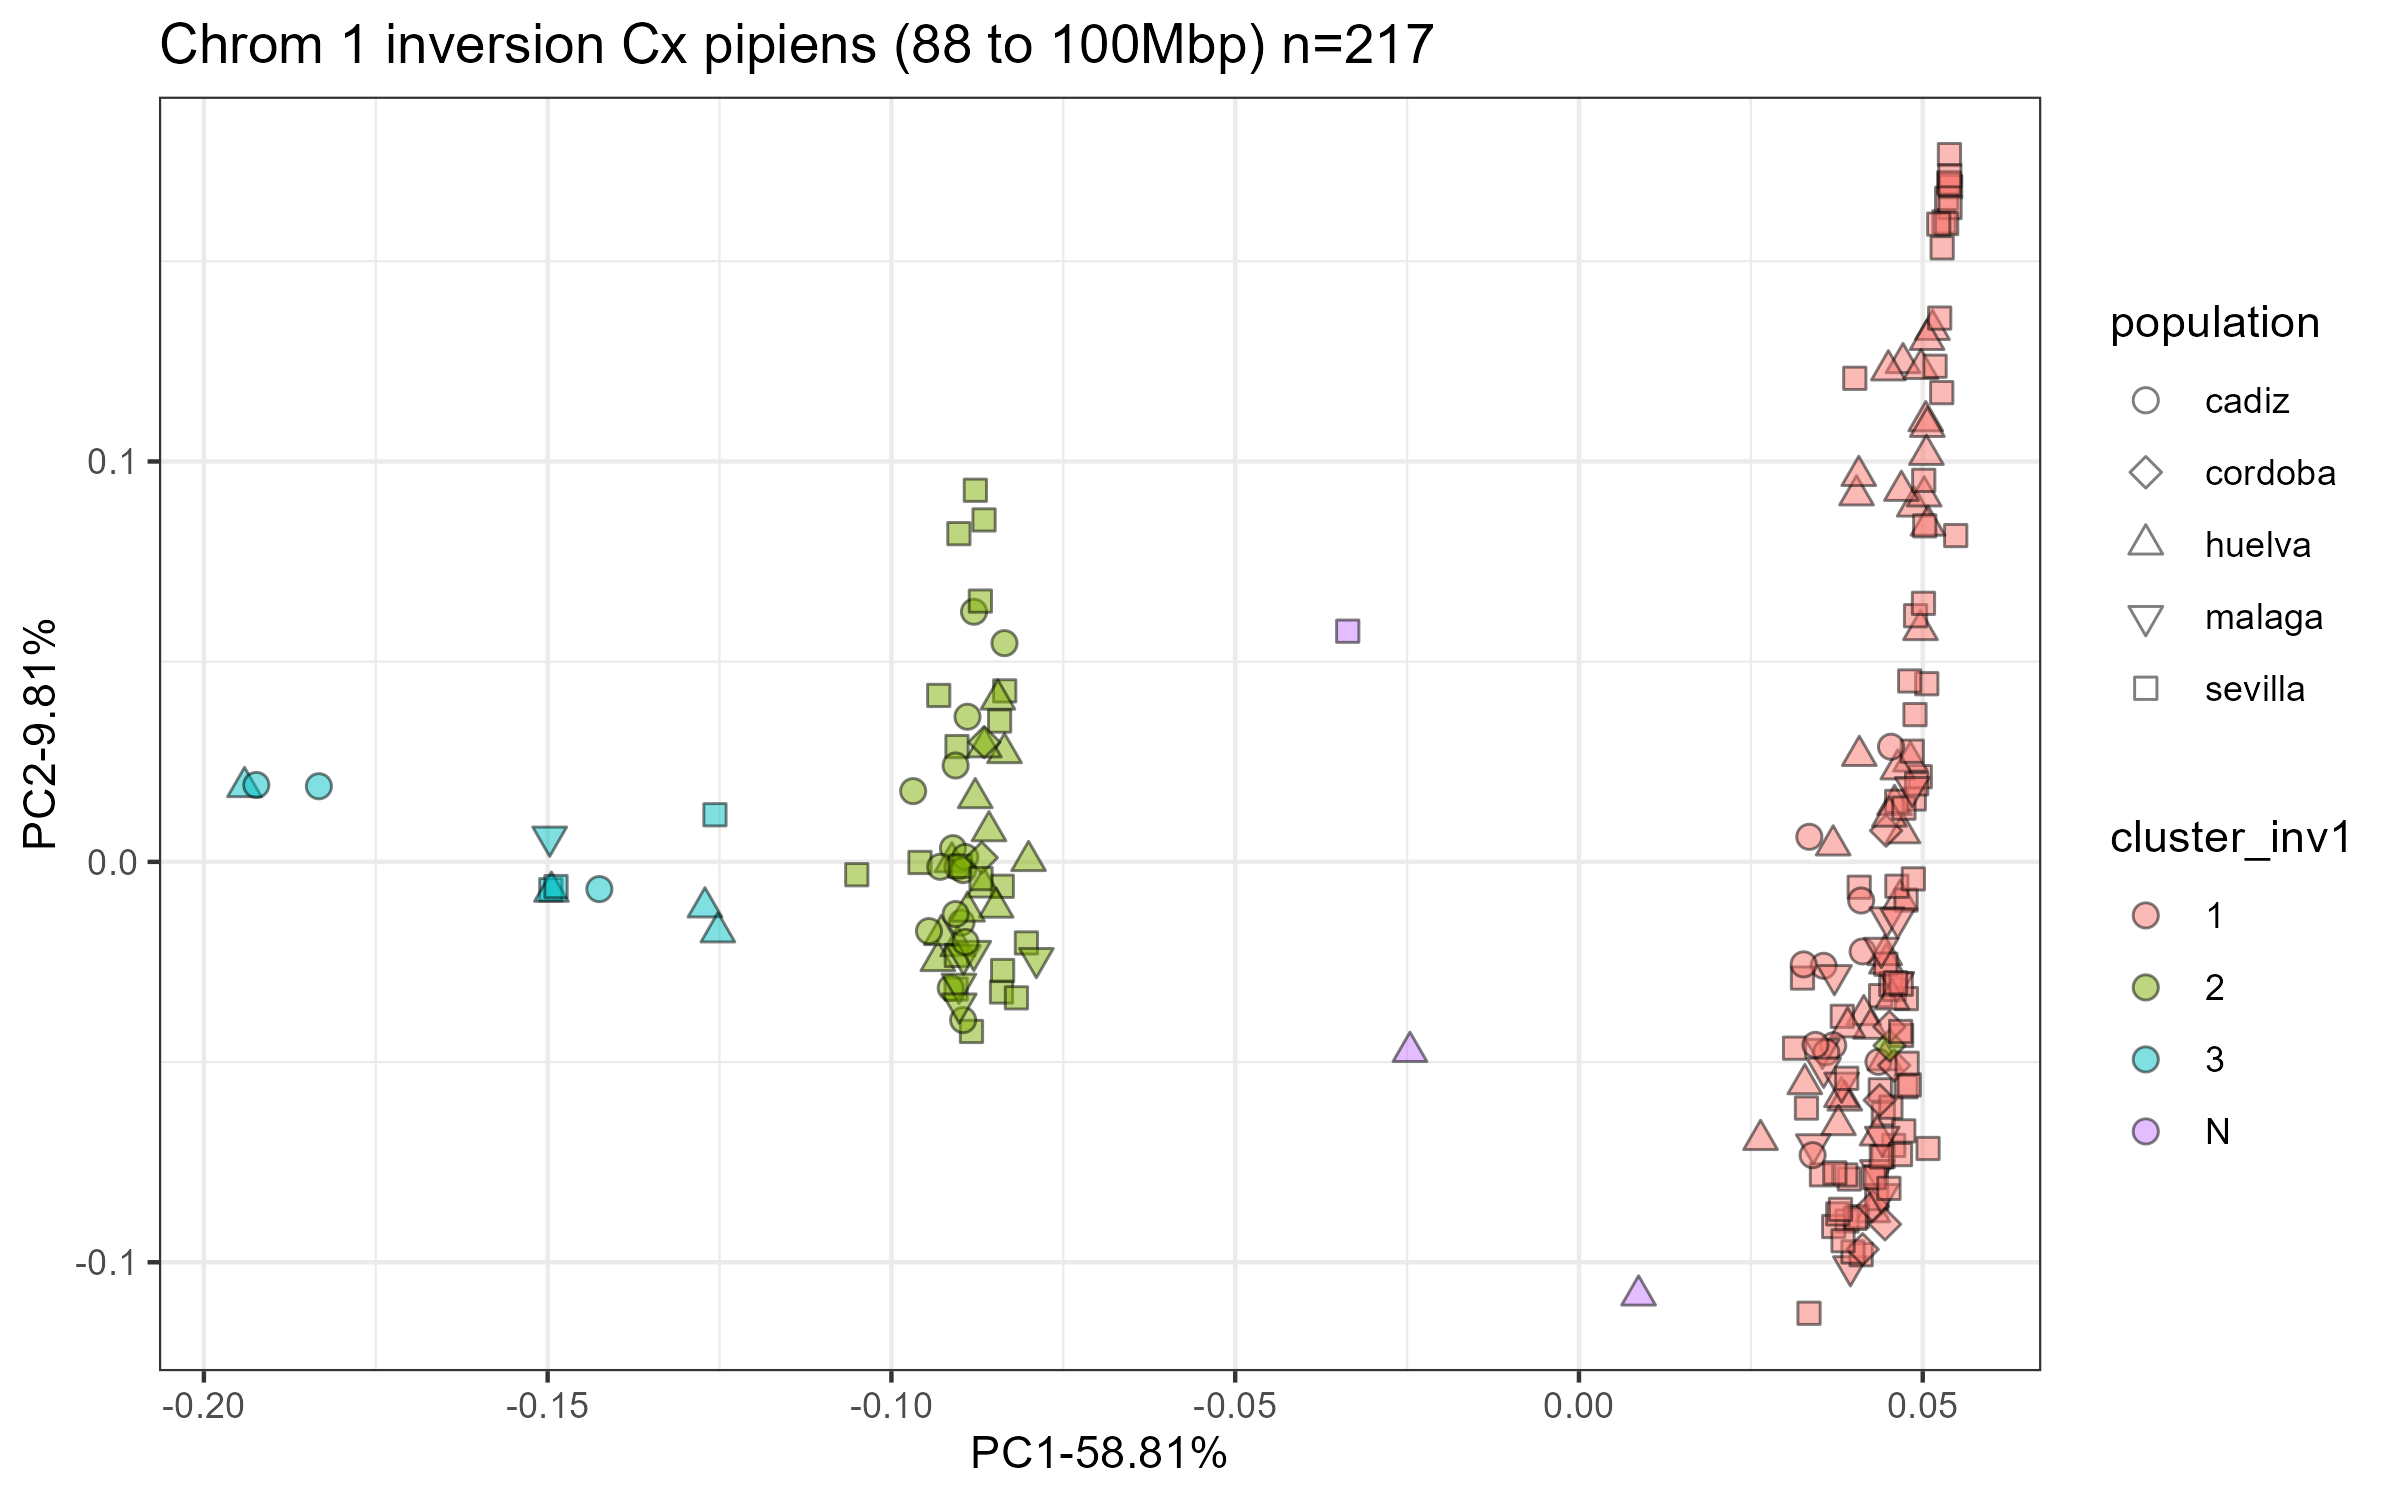 Chrom 1 inversion Cx pipiens (88 to 100Mbp) n=217
PC2-9.81%
0.1
0.0
-0.1
-0.20
-0.15
-0.10
-0.05
0.00
0.05
PC1-58.81%
population
cadiz
cordoba
huelva
malaga
sevilla
cluster_inv1
1
2
3
N